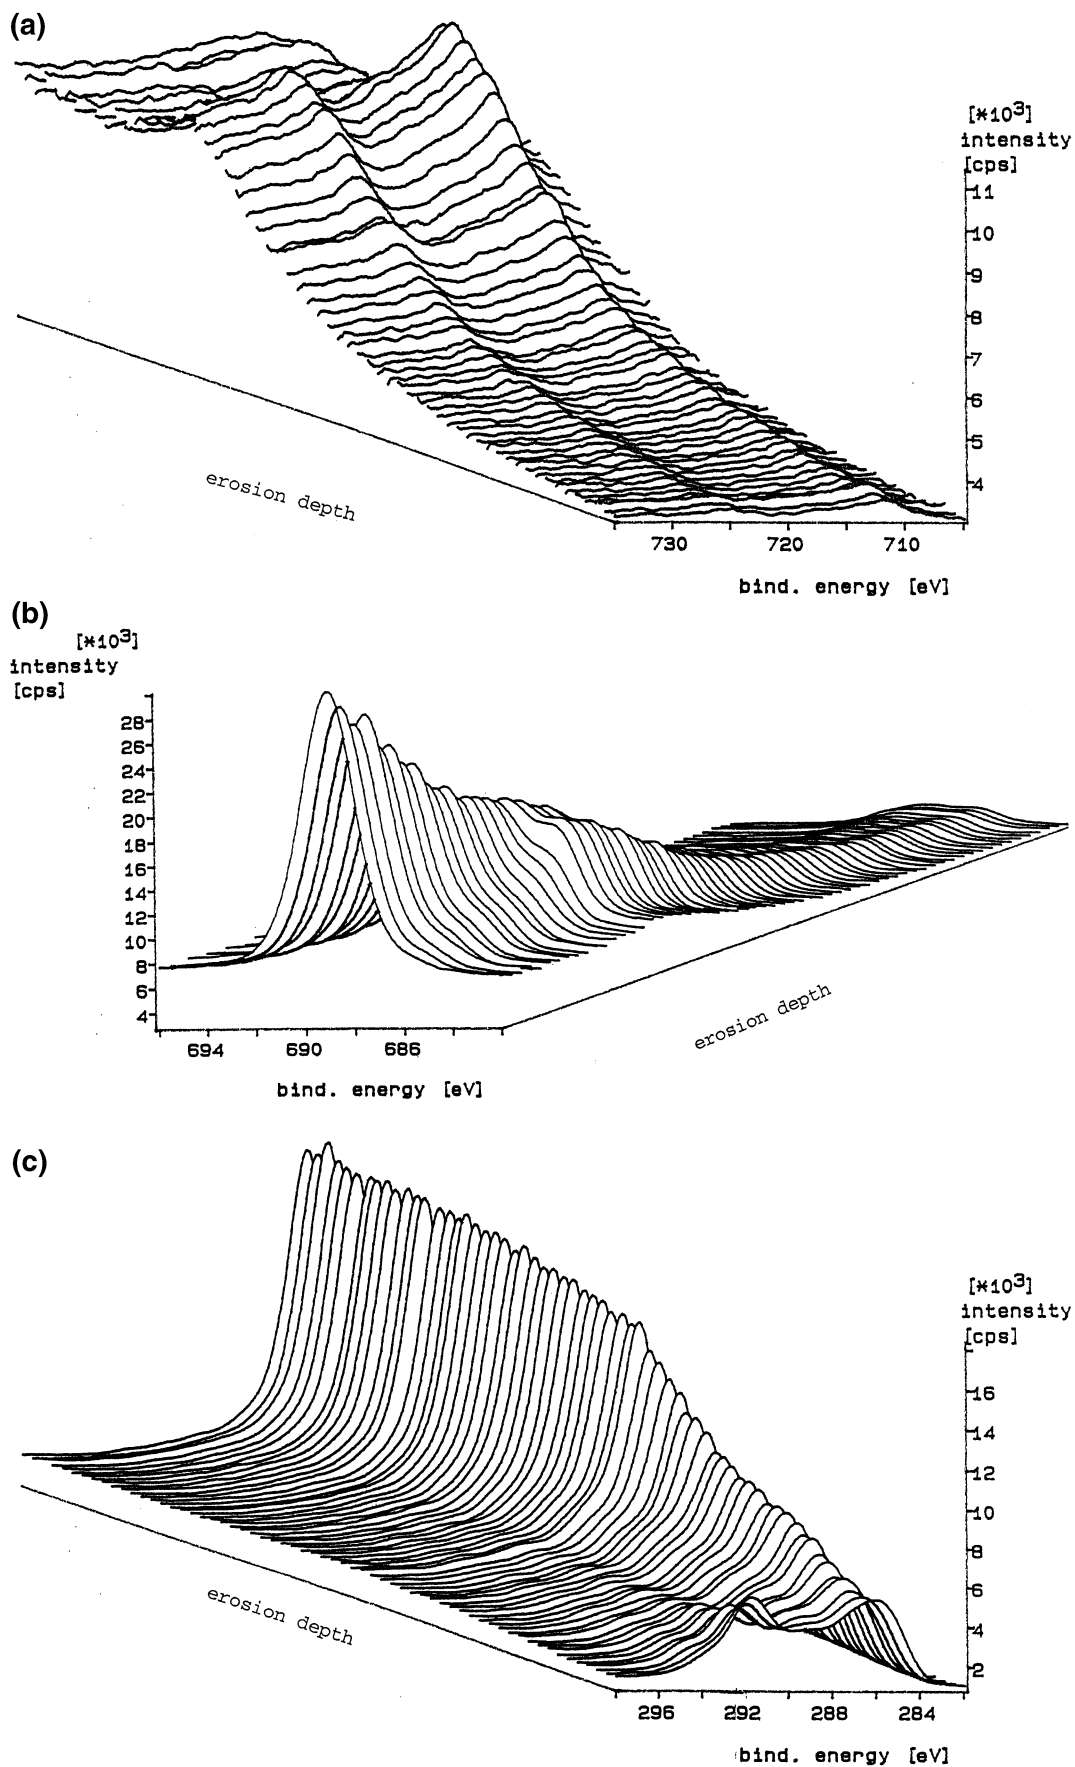 (a)
[*103]
intensity
[cps]
11
10
9
8
7
6
5
4
erosion depth
730 720 710
bind. energy [eV]
(b)
[*103]
intensity
[cps]
28
26
24
22
20
18
16
14
12
10
8
6
4
erosion depth
694 690 686
bind. energy [eV]
(c)
[*103]
intensity
[cps]
16
14
12
10
8
6
4
2
erosion depth
296 292 288 284
bind. energy [eV]